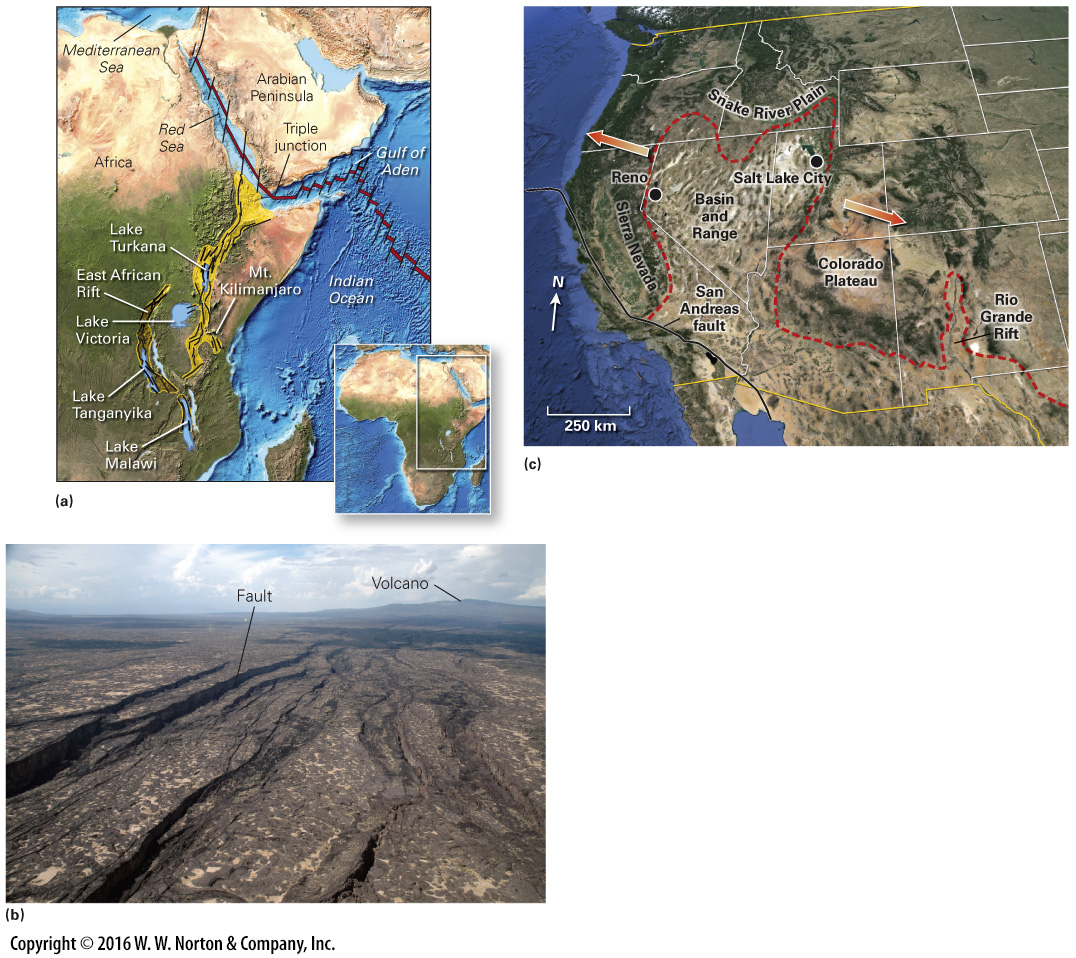 Mediterranean
Sea
Arabian
Peninsula
Red
Sea
Triple
junction
Africa
Gulf of
Aden
Lake
Turkana
East African
Rift
Mt.
Kilimanjaro
Indian
Ocean
Lake
Victoria
Lake
Tanganyika
Lake
Malawi
(a)
Snake River Plain
Reno
Salt Lake City
Basin
and
Range
Sierra Nevada
Colorado
Plateau
N
San
Andreas
fault
Rio
Grande
Rift
250 km
(c)
Volcano
Fault
(b)
Copyright © 2016 W. W. Norton & Company, Inc.